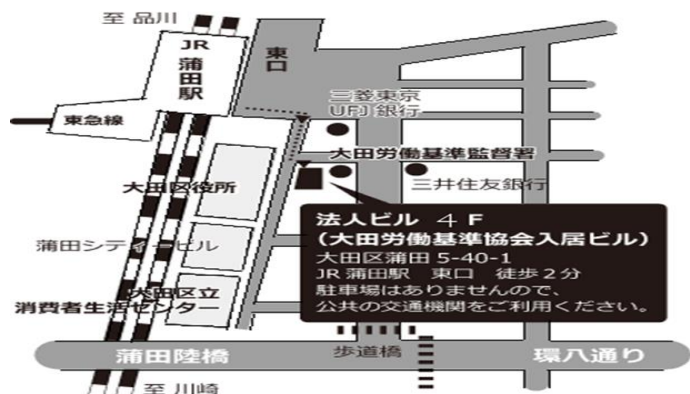 至 品川
JR
蒲田駅
東口
東急線
三菱東京
UFJ 銀行
大田労働基準監督署
三井住友銀行
大田区役所
法人ビル 4F
(大田労働基準協会入居ビル)
大田区蒲田 5-40-1
JR 蒲田駅 東口 徒歩2分
駐車場はありませんので、
公共の交通機関をご利用ください。
蒲田シティービル
大田区立
消費者生活センター
蒲田陸橋
歩道橋
環八通り
至 川崎